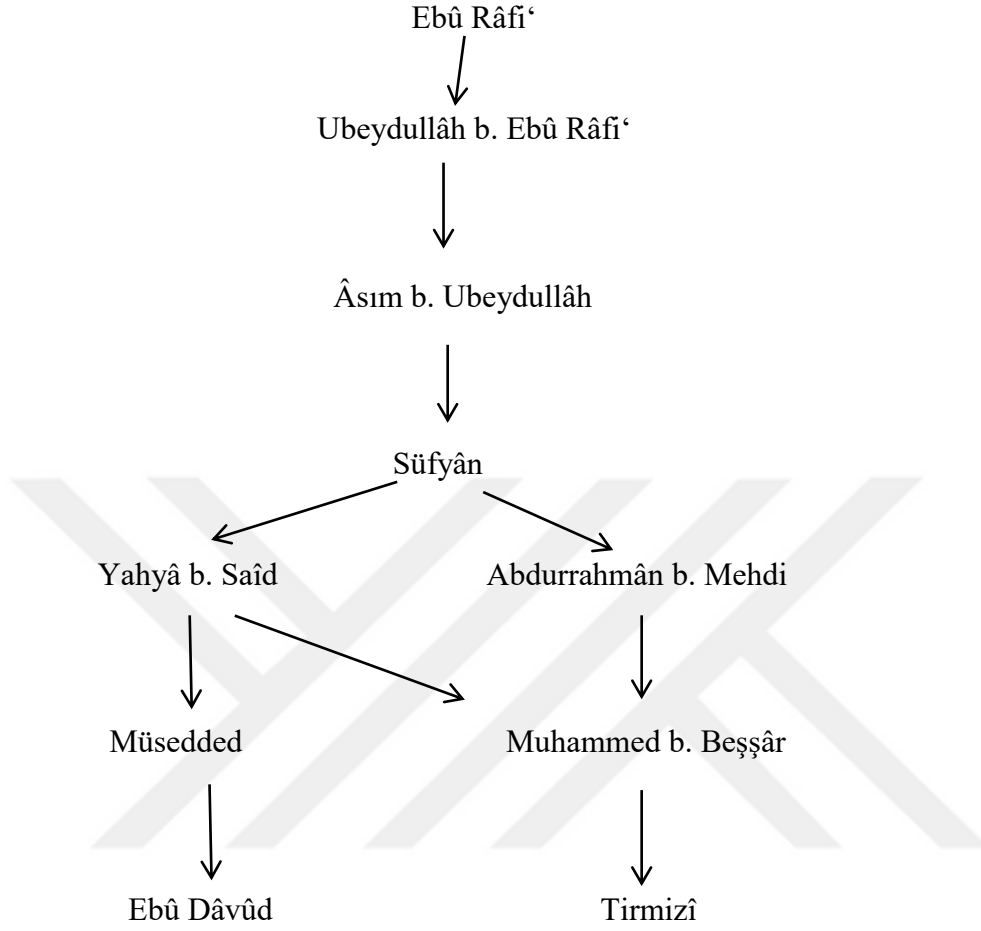 Ebû Râfi‘
Ubeydullâh b. Ebû Râfi‘
Âsım b. Ubeydullâh
Süfyân
Yahyâ b. Saîd Abdurrahmân b. Mehdi
Müsedded Muhammed b. Beşşâr
Ebû Dâvûd Tirmizî